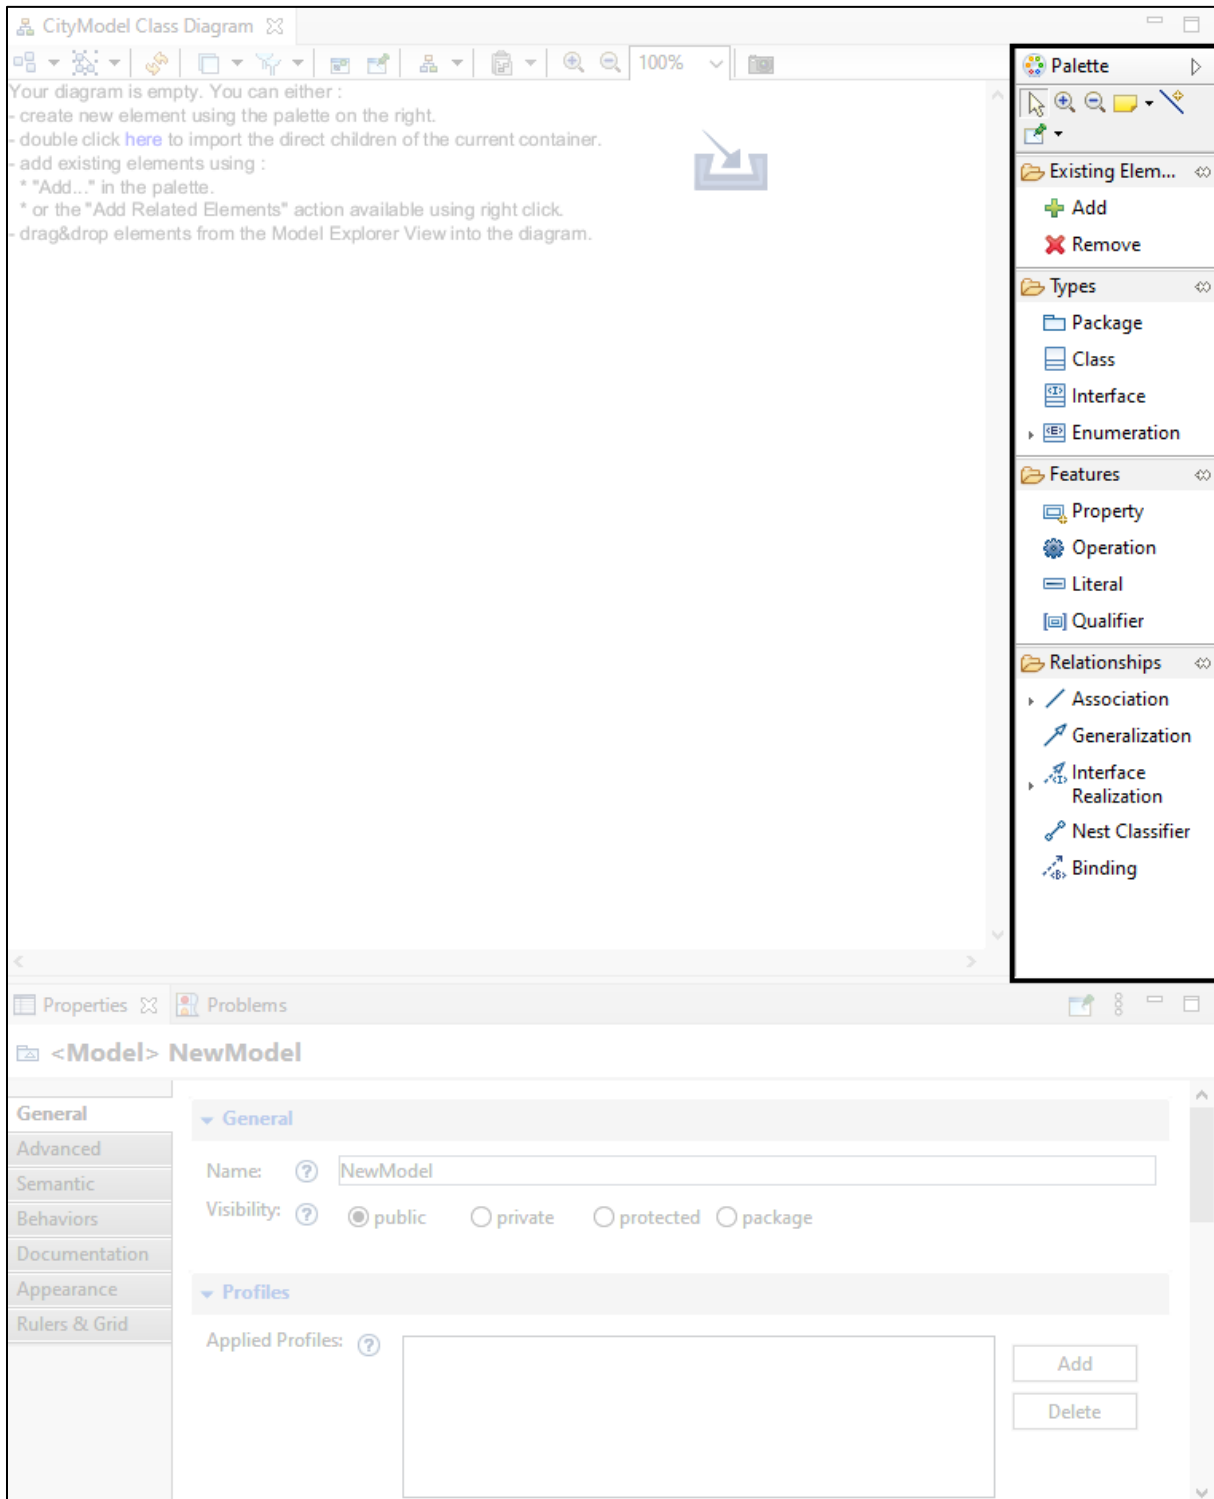 CityModel Class Diagram
100%
Your diagram is empty. You can either :
- create new element using the palette on the right.
- double click here to import the direct children of the current container.
- add existing elements using :
* "Add..." in the palette.
* or the "Add Related Elements" action available using right click.
- drag&drop elements from the Model Explorer View into the diagram.
Palette
Existing Elem...
Add
Remove
Types
Package
Class
<I>
Interface
<E>
Enumeration
Features
Property
Operation
Literal
Qualifier
Relationships
Association
Generalization
<I>
Interface
Realization
Nest Classifier
<B>
Binding
Properties
Problems
<Model> NewModel
General
Advanced
Semantic
Behaviors
Documentation
Appearance
Rulers & Grid
General
Name: ? NewModel
Visibility: ? public private protected package
Profiles
Applied Profiles: ?
Add
Delete